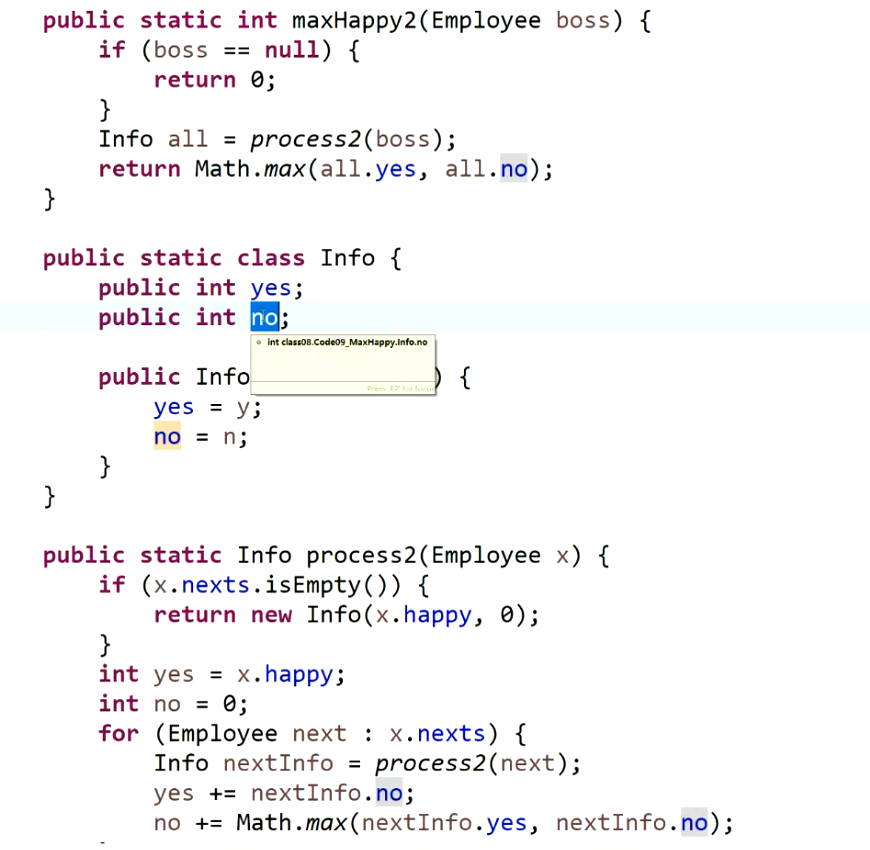 public static int maxHappy2(Employee boss) {
    if (boss == null) {
        return 0;
    }
    Info all = process2(boss);
    return Math.max(all.yes, all.no);
}
public static class Info {
    public int yes;
    public int no;
int class08.Code09_MaxHappy.Info.no
    public Info ) {
Press 'F2' for focus
        yes = y;
        no = n;
    }
}
public static Info process2(Employee x) {
    if (x.nexts.isEmpty()) {
        return new Info(x.happy, 0);
    }
    int yes = x.happy;
    int no = 0;
    for (Employee next : x.nexts) {
        Info nextInfo = process2(next);
        yes += nextInfo.no;
        no += Math.max(nextInfo.yes, nextInfo.no);